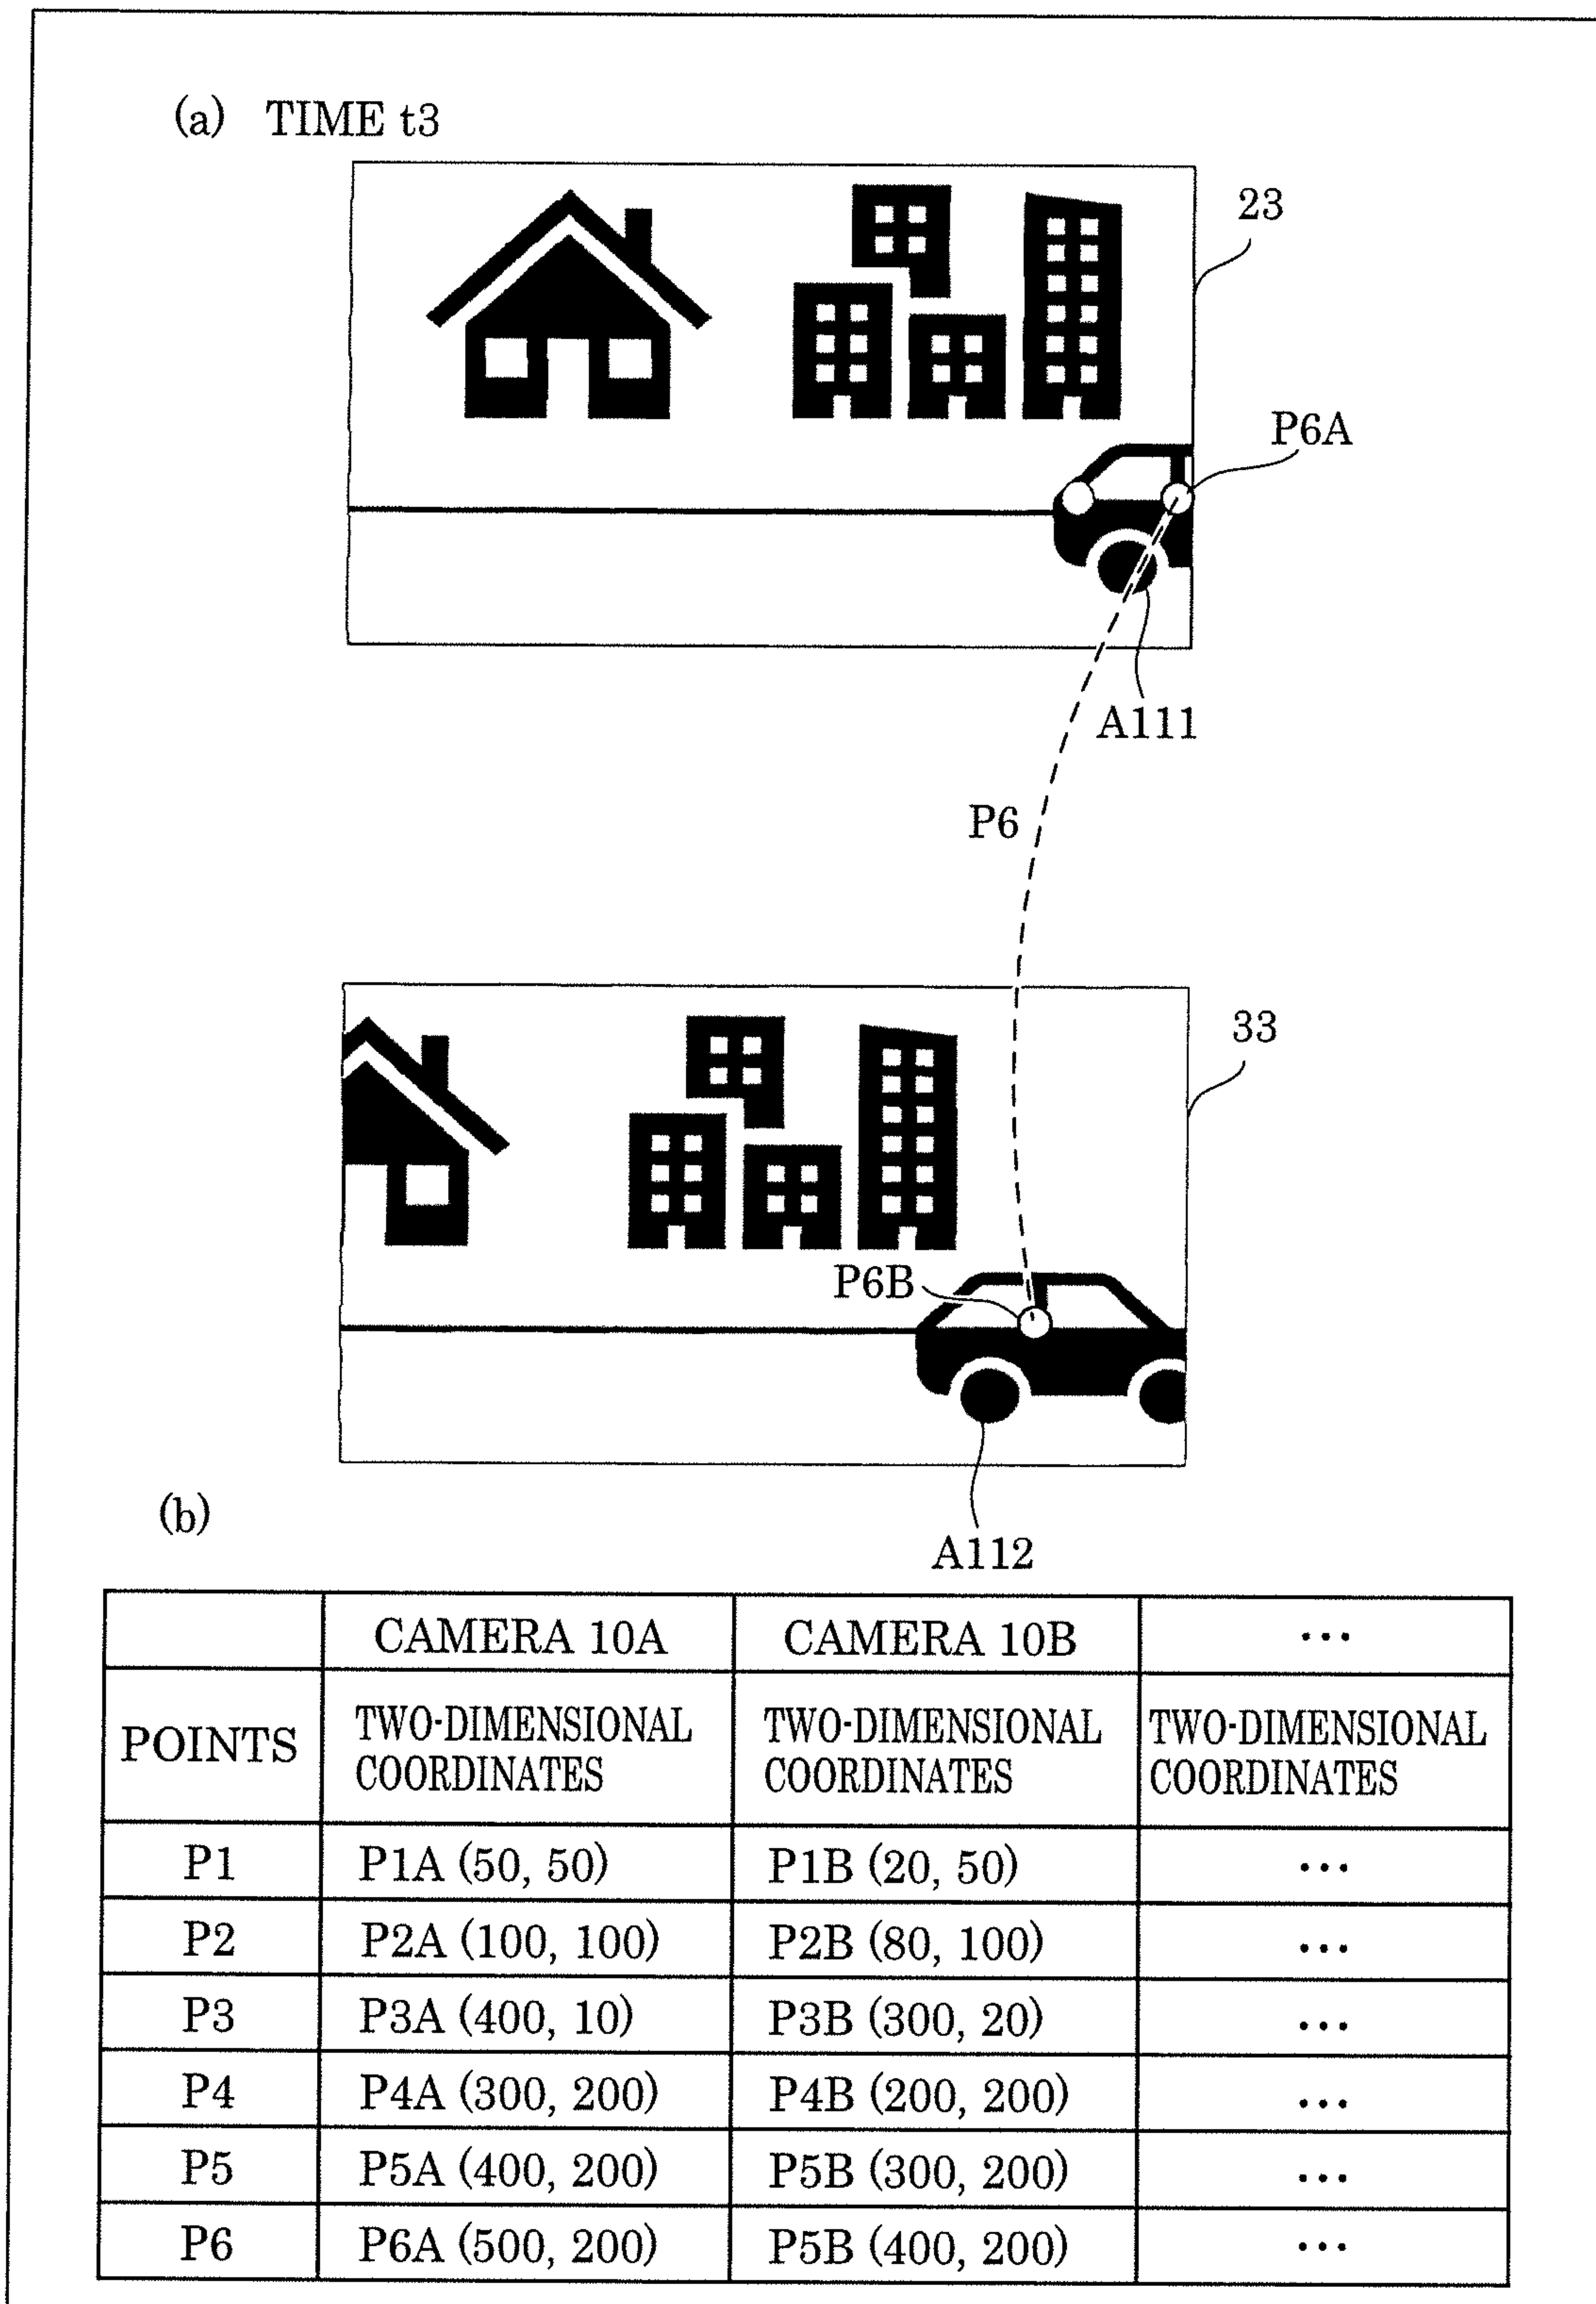 (a) TIME t3
23
P6A
A111
P6
33
P6B
A112
(b)
CAMERA 10A CAMERA 10B ...
POINTS TWO-DIMENSIONAL COORDINATES TWO-DIMENSIONAL COORDINATES TWO-DIMENSIONAL COORDINATES
P1 P1A (50, 50) P1B (20, 50) ...
P2 P2A (100, 100) P2B (80, 100) ...
P3 P3A (400, 10) P3B (300, 20) ...
P4 P4A (300, 200) P4B (200, 200) ...
P5 P5A (400, 200) P5B (300, 200) ...
P6 P6A (500, 200) P5B (400, 200) ...